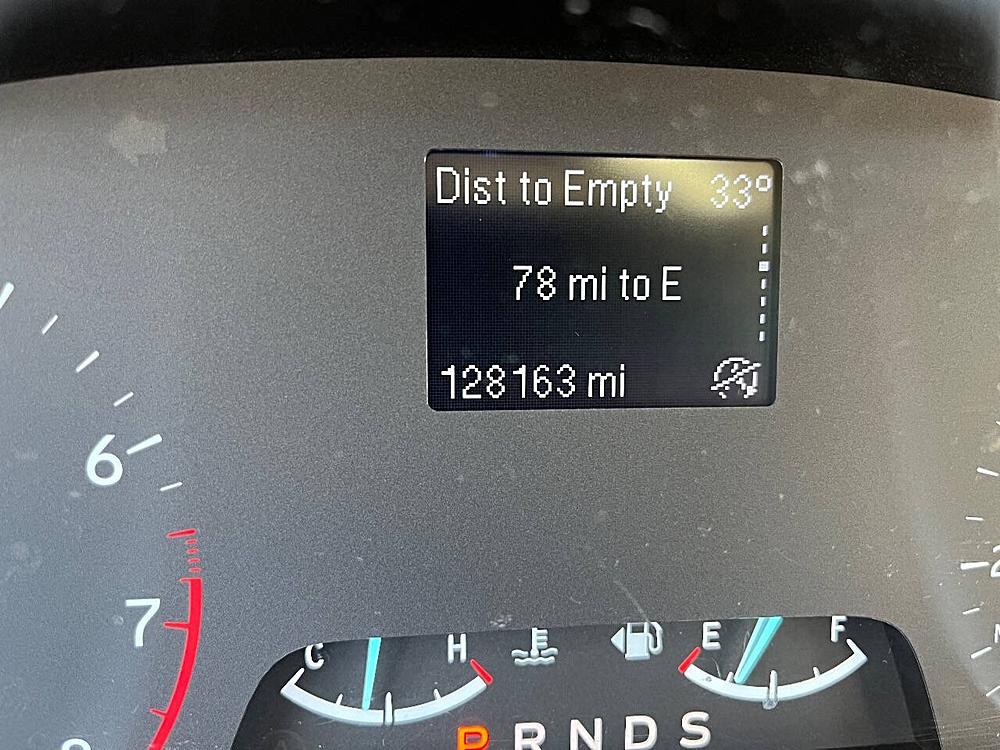 Dist to Empty 33°
78 mi to E
128163 mi
6
7
C H E F
P R N D S